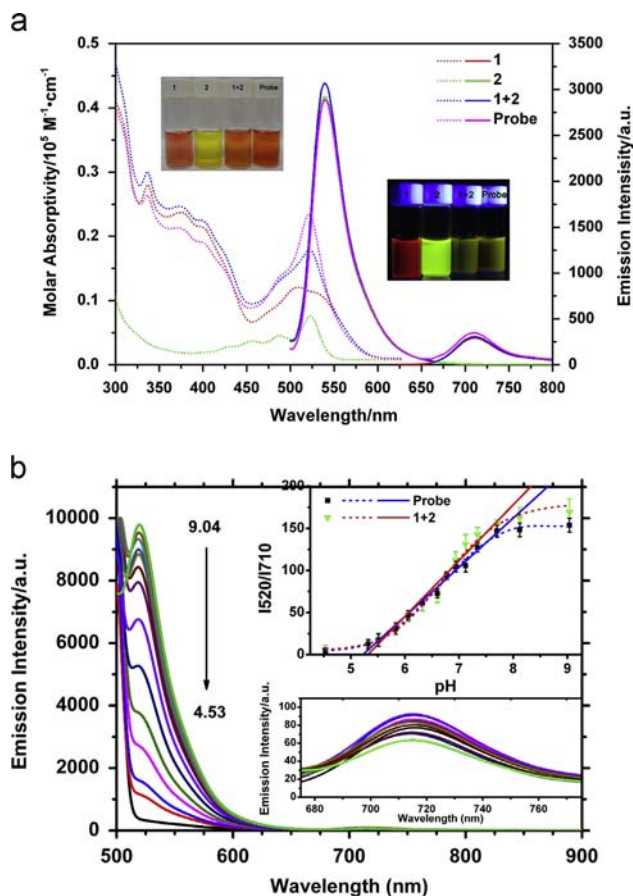 a
Molar Absorptivity/10⁵ M⁻¹·cm⁻¹
0.5
0.4
0.3
0.2
0.1
0.0
1
2
1+2
Probe
1 2 1+2 Probe
1 2 1+2 Probe
3500
3000
2500
2000
1500
1000
500
0
Emission Intensisity/a.u.
300 350 400 450 500 550 600 650 700 750 800
Wavelength/nm
b
Emission Intensity/a.u.
10000
8000
6000
4000
2000
0
9.04
4.53
I520/I710
200
150
100
50
0
Probe
1+2
5 6 7 8 9
pH
Emission Intensity/a.u.
100
80
60
40
20
0
680 700 720 740 760
Wavelength (nm)
500 600 700 800 900
Wavelength (nm)